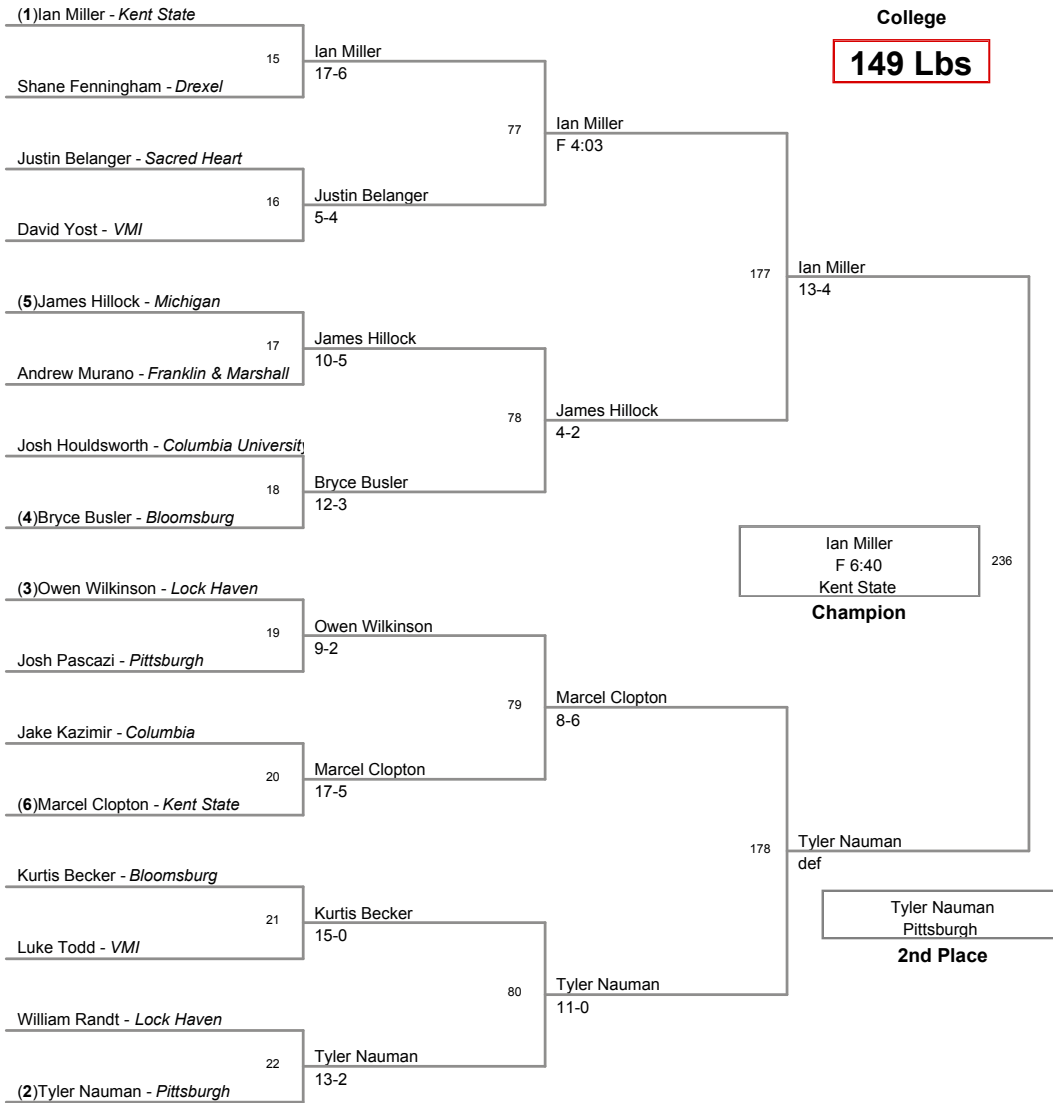 College
149 Lbs
(1)Ian Miller - Kent State
15
Shane Fenningham - Drexel
Ian Miller
17-6
Justin Belanger - Sacred Heart
16
David Yost - VMI
Justin Belanger
5-4
77
Ian Miller
F 4:03
(5)James Hillock - Michigan
17
Andrew Murano - Franklin & Marshall
James Hillock
10-5
Josh Houldsworth - Columbia University
18
(4)Bryce Busler - Bloomsburg
Bryce Busler
12-3
78
James Hillock
4-2
177
Ian Miller
13-4
(3)Owen Wilkinson - Lock Haven
19
Josh Pascazi - Pittsburgh
Owen Wilkinson
9-2
Jake Kazimir - Columbia
20
(6)Marcel Clopton - Kent State
Marcel Clopton
17-5
79
Marcel Clopton
8-6
Kurtis Becker - Bloomsburg
21
Luke Todd - VMI
Kurtis Becker
15-0
William Randt - Lock Haven
22
(2)Tyler Nauman - Pittsburgh
Tyler Nauman
13-2
80
Tyler Nauman
11-0
178
Tyler Nauman
def
236
Ian Miller
F 6:40
Kent State
Champion
Tyler Nauman
Pittsburgh
2nd Place